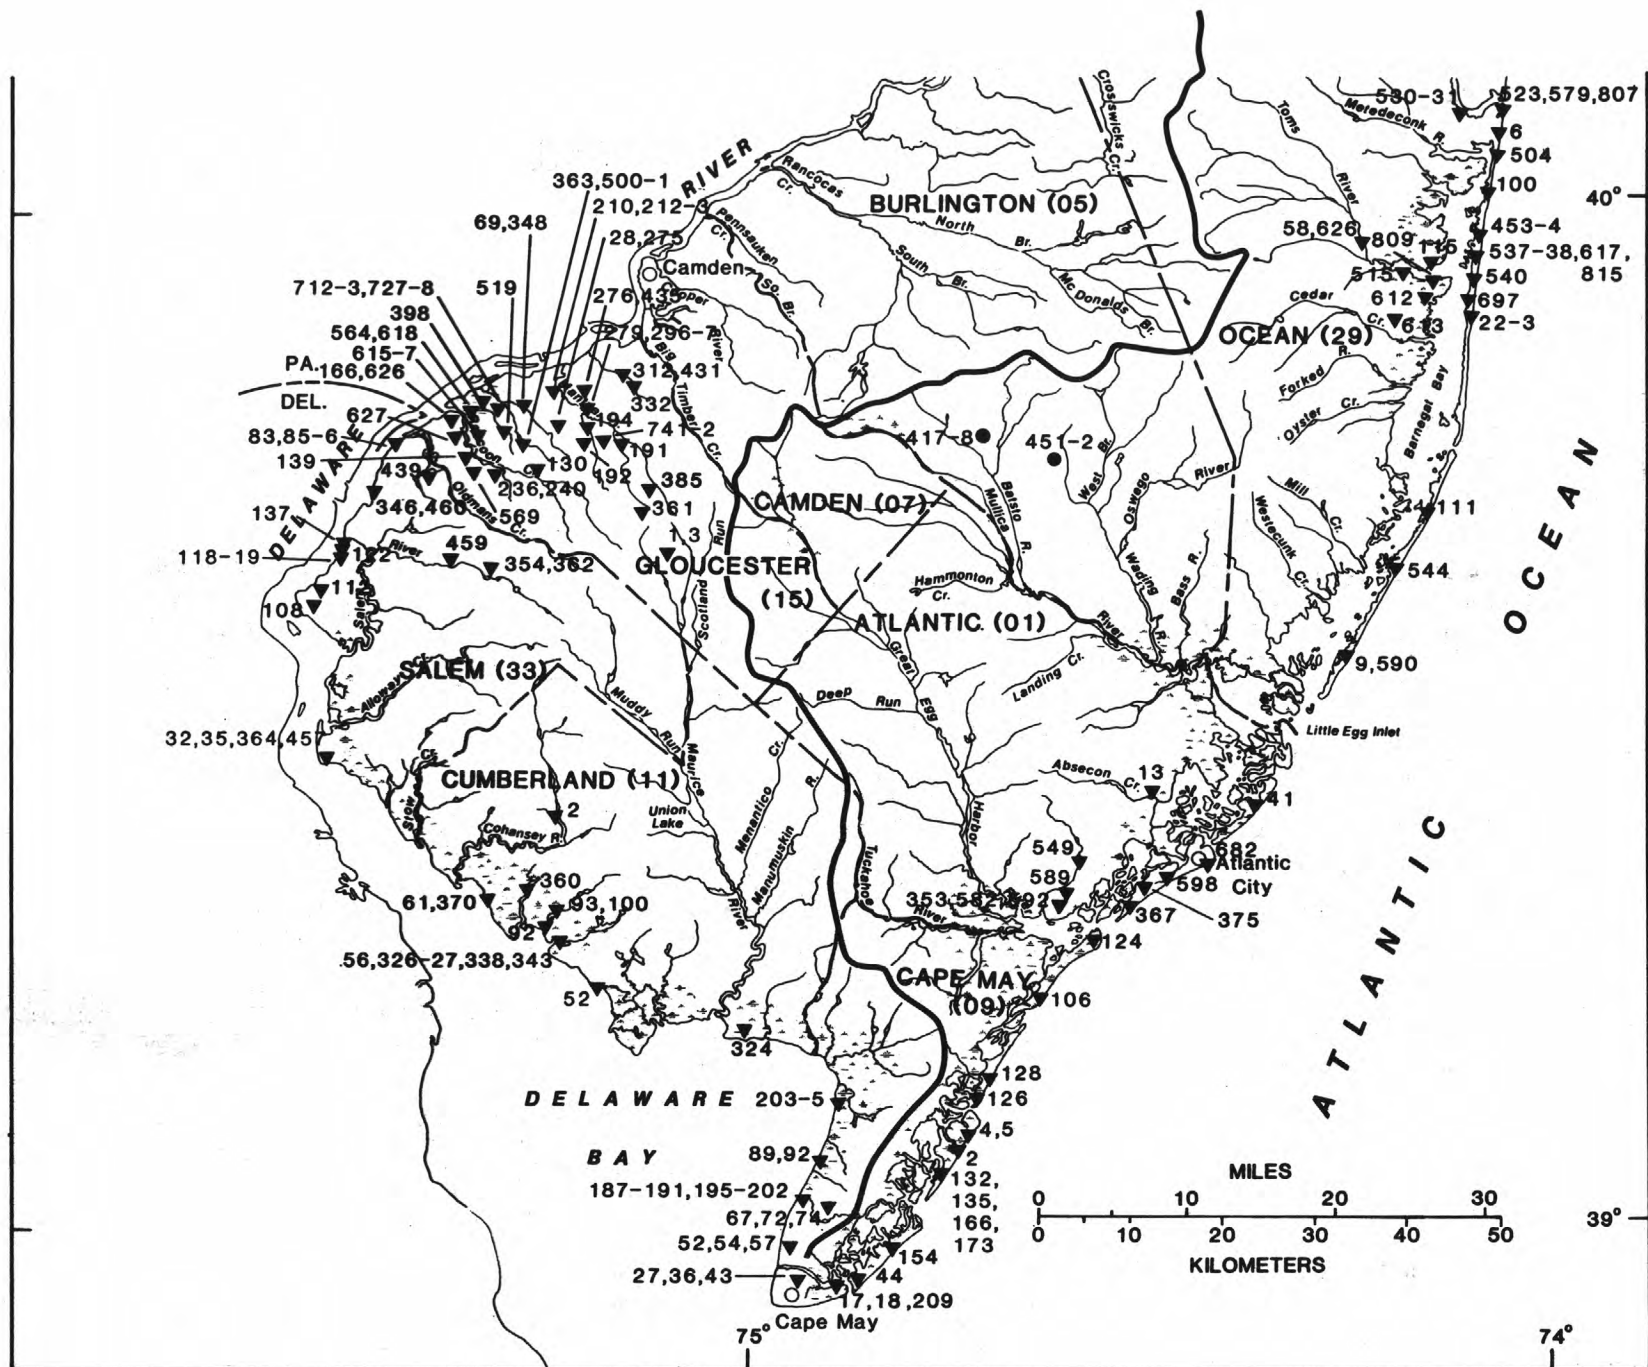 530-31
523,579,807
Metedeconk R.
Toms River
Crosswicks Cr.
6
504
100
40°
RIVER
Rancocas Cr.
363,500-1
210,212-3
BURLINGTON (05)
69,348
Pennsauken Cr.
North Br.
58,626
809
115
453-4
28,275
537-38,617,
815
South Br.
515
540
Camden
So. Br.
Mc Donalds Br.
712-3,727-8
519
276,435
Cooper River
Cedar Cr.
612
697
398
613
22-3
564,618
279,296-7
OCEAN (29)
615-7
Big Timber Cr.
PA.
166,626
312,431
Forked R.
DEL.
332
Oyster Cr.
Barnegat Bay
627
194
741-2
417-8
451-2
83,85-6
191
139
130
192
439
236,240
385
West Br.
River
OCEAN
346,460
569
361
CAMDEN (07)
Mullica
Batsto R.
Oswego
Mill Cr.
Westecunk Cr.
111
Oldmans Cr.
DELAWARE
137
1,3
Run
118-19
122
River
459
354,362
GLOUCESTER
(15)
Hammonton Cr.
Wading R.
Bass R.
544
112
108
Salem
Scotland
ATLANTIC (01)
River
SALEM (33)
Great Egg Harbor
Landing Cr.
9,590
Alloway
Muddy Run
Deep Run
Little Egg Inlet
32,35,364,457
Cr.
CUMBERLAND (11)
Maurice River
Menantico Cr.
Absecon Cr.
13
41
Stow
2
Union
Lake
Manumuskin R.
Cohansey R.
549
682
Atlantic
City
360
Tuckahoe River
589
598
61,370
93,100
353,582,592
367
375
92
124
56,326-27,338,343
CAPE MAY
(09)
52
106
324
ATLANTIC
128
DELAWARE
203-5
126
4,5
BAY
89,92
2
132,
135,
166,
173
MILES
187-191,195-202
0 10 20 30
67,72,74
39°
52,54,57
154
0 10 20 30 40 50
27,36,43
44
KILOMETERS
17,18,209
Cape May
75°
74°